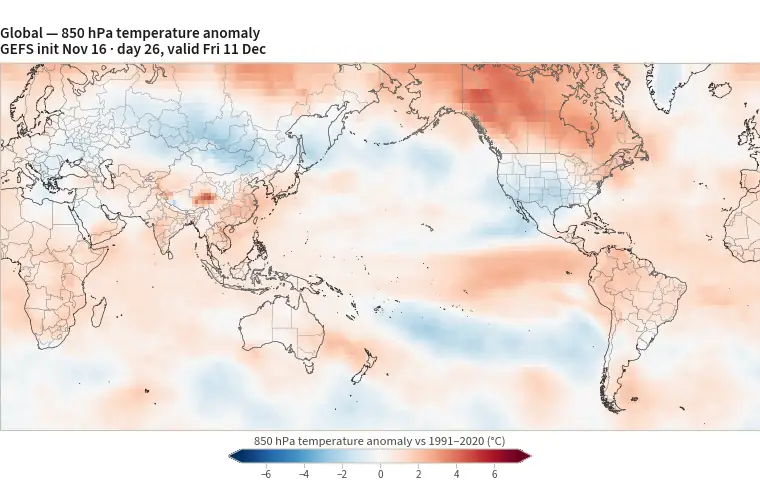 Global — 850 hPa temperature anomaly
GEFS init Nov 16 · day 26, valid Fri 11 Dec
850 hPa temperature anomaly vs 1991–2020 (°C)
−6 −4 −2 0 2 4 6